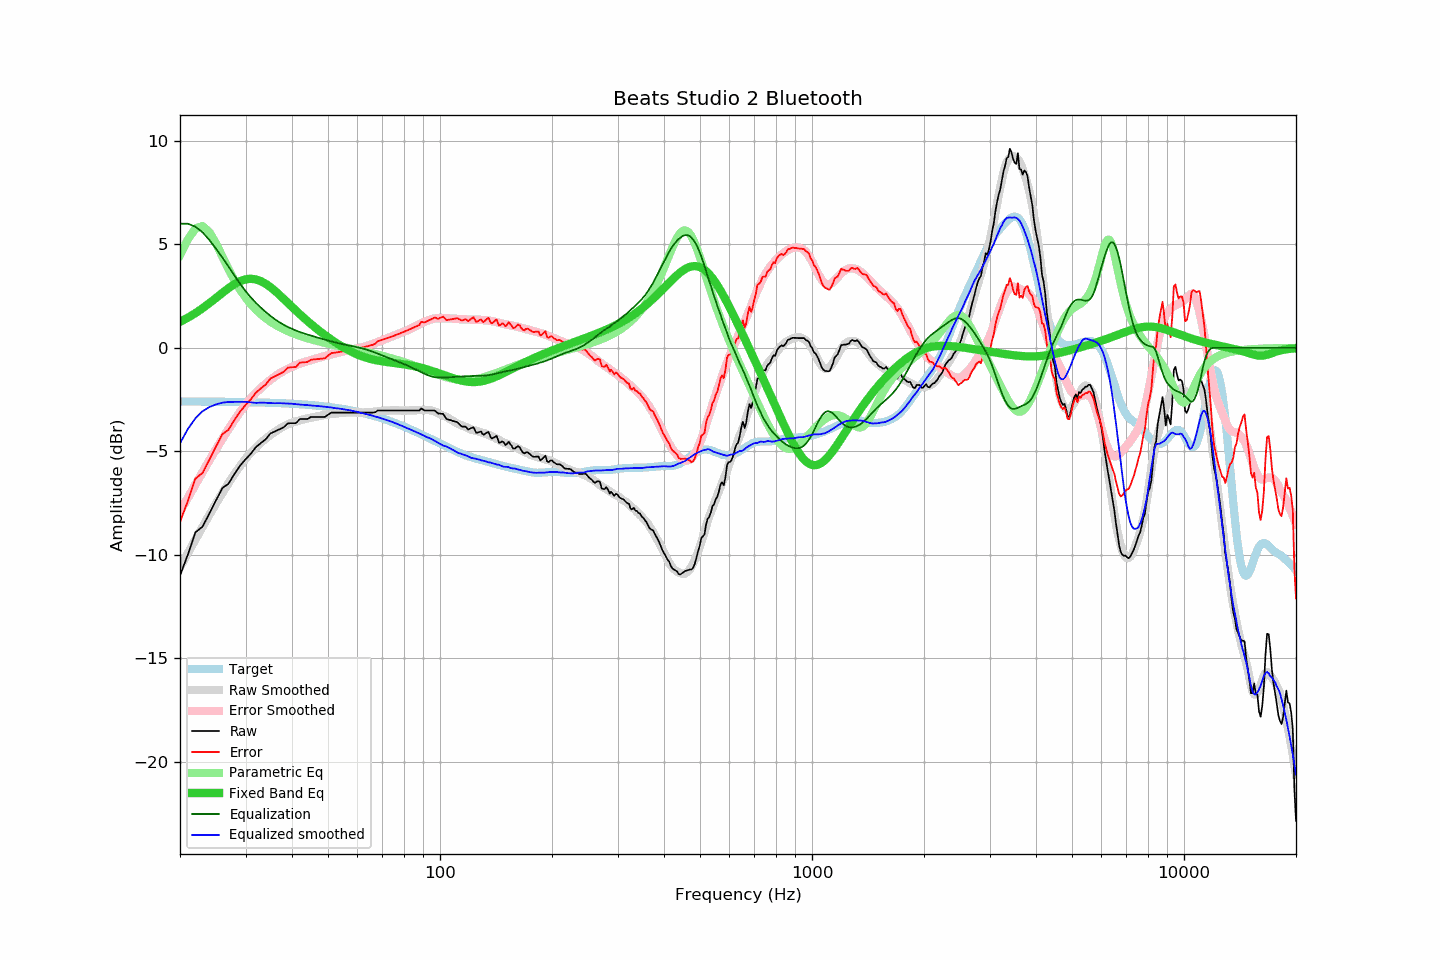 Beats Studio 2 Bluetooth
10
5
0
−5
−10
−15
−20
Amplitude (dBr)
Target
Raw Smoothed
Error Smoothed
Raw
Error
Parametric Eq
Fixed Band Eq
Equalization
Equalized smoothed
100
1000
10000
Frequency (Hz)